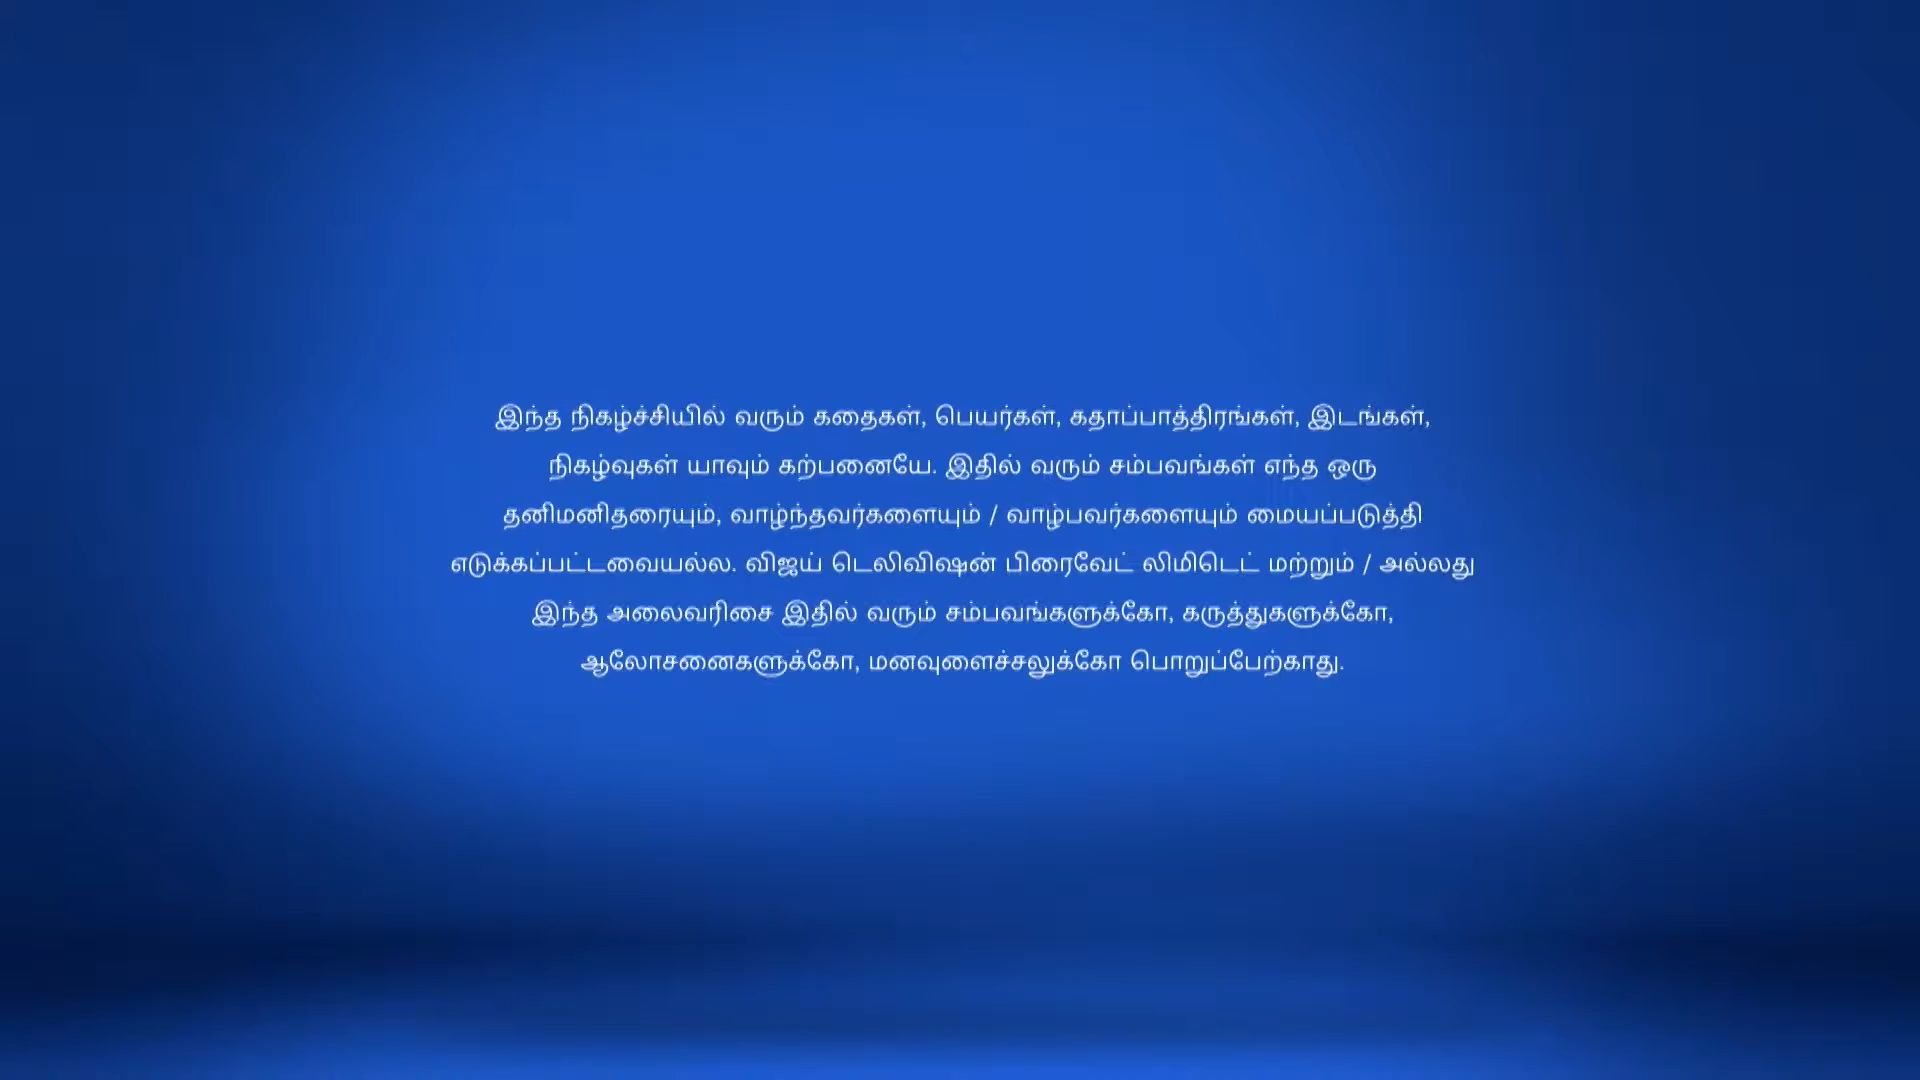 இந்த நிகழ்ச்சியில் வரும் கதைகள், பெயர்கள், கதாப்பாத்திரங்கள், இடங்கள்,
நிகழ்வுகள் யாவும் கற்பனையே. இதில் வரும் சம்பவங்கள் எந்த ஒரு
தனிமனிதரையும், வாழ்ந்தவர்களையும் / வாழ்பவர்களையும் மையப்படுத்தி
எடுக்கப்பட்டவையல்ல. விஜய் டெலிவிஷன் பிரைவேட் லிமிடெட் மற்றும் / அல்லது
இந்த அலைவரிசை இதில் வரும் சம்பவங்களுக்கோ, கருத்துகளுக்கோ,
ஆலோசனைகளுக்கோ, மனவுளைச்சலுக்கோ பொறுப்பேற்காது.